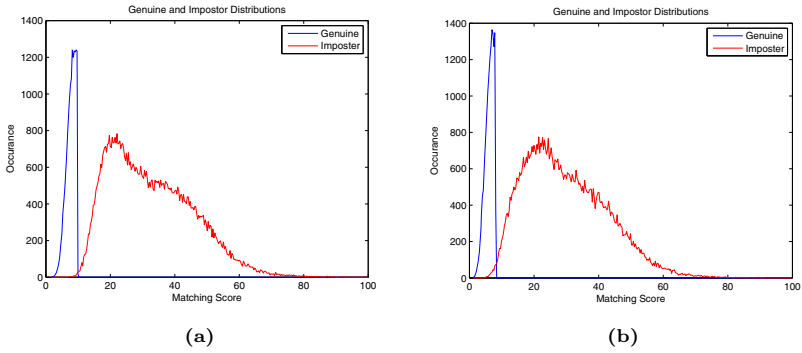 Genuine and Impostor Distributions
1400
1200
1000
800
600
400
200
0
Occurance
0 20 40 60 80 100
Matching Score
Genuine
Imposter
(a)
Genuine and Impostor Distributions
1400
1200
1000
800
600
400
200
0
Occurance
0 20 40 60 80 100
Matching Score
Genuine
Imposter
(b)